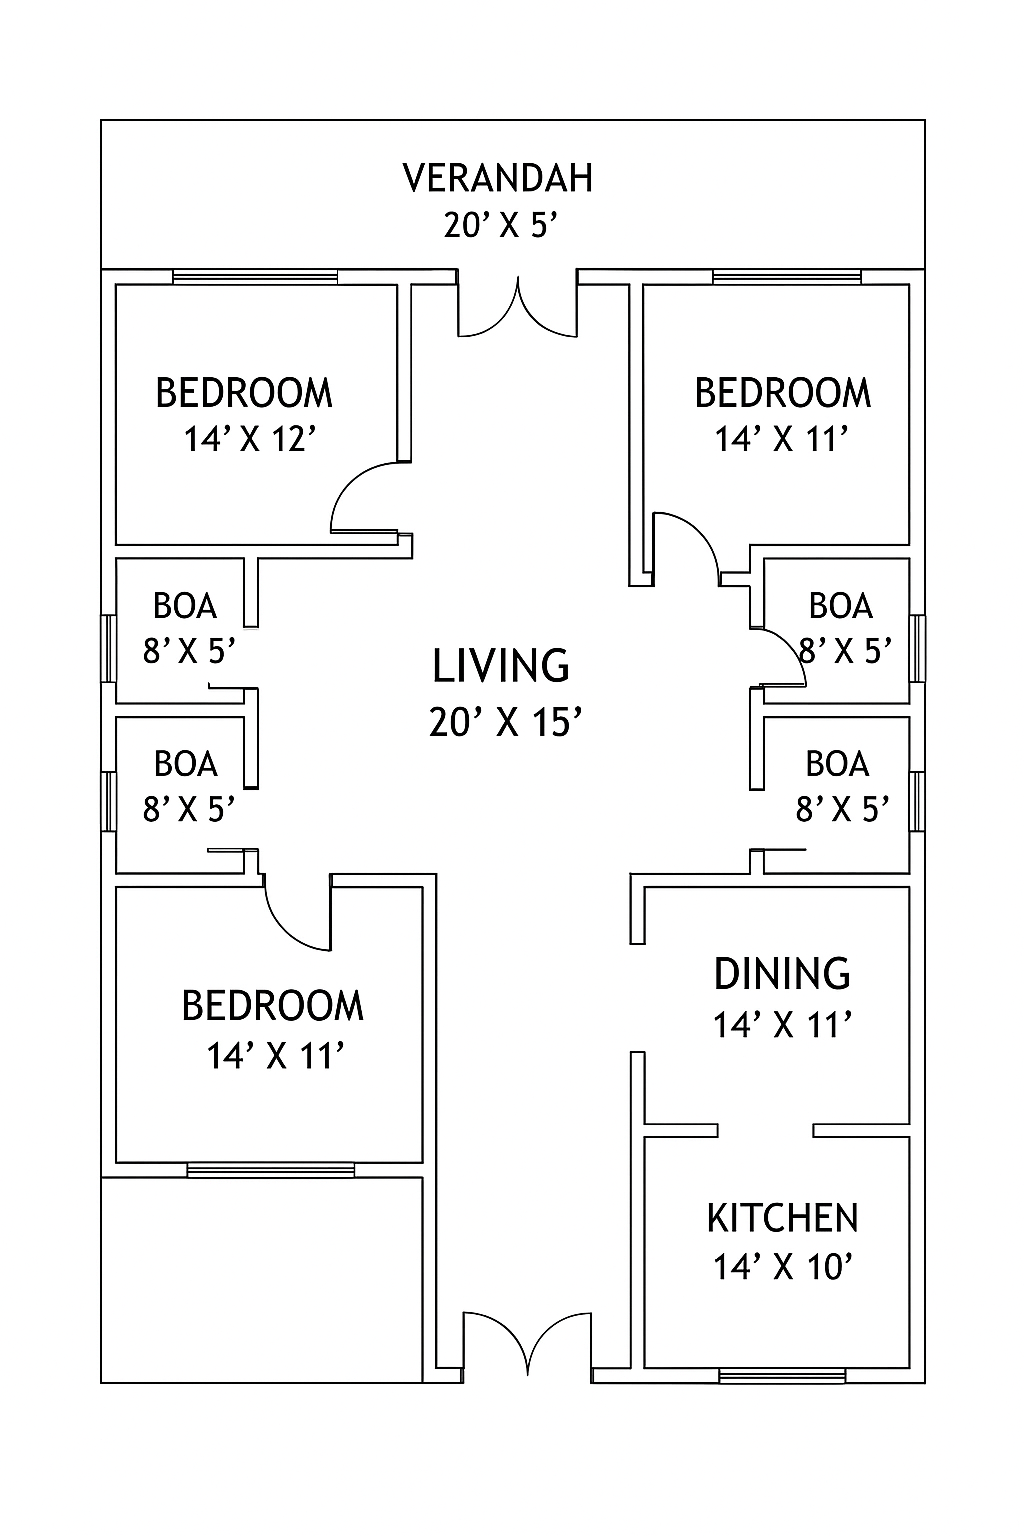 VERANDAH
20’ X 5’
BEDROOM
14’ X 12’
BEDROOM
14’ X 11’
BOA
8’ X 5’
BOA
8’ X 5’
LIVING
20’ X 15’
BOA
8’ X 5’
BOA
8’ X 5’
BEDROOM
14’ X 11’
DINING
14’ X 11’
KITCHEN
14’ X 10’